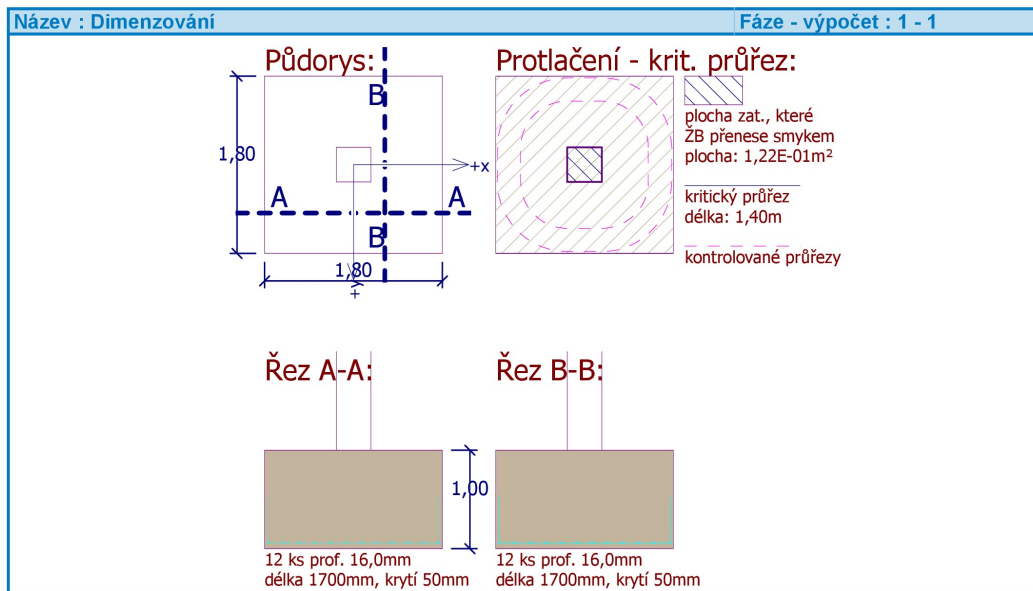 Název : Dimenzování
Fáze - výpočet : 1 - 1
Půdorys:
Protlačení - krit. průřez:
B
1,80
+x
A
A
B
1,80
+y
plocha zat., které
ŽB přenese smykem
plocha: 1,22E-01m²
kritický průřez
délka: 1,40m
kontrolované průřezy
Řez A-A:
Řez B-B:
1,00
12 ks prof. 16,0mm
délka 1700mm, krytí 50mm
12 ks prof. 16,0mm
délka 1700mm, krytí 50mm